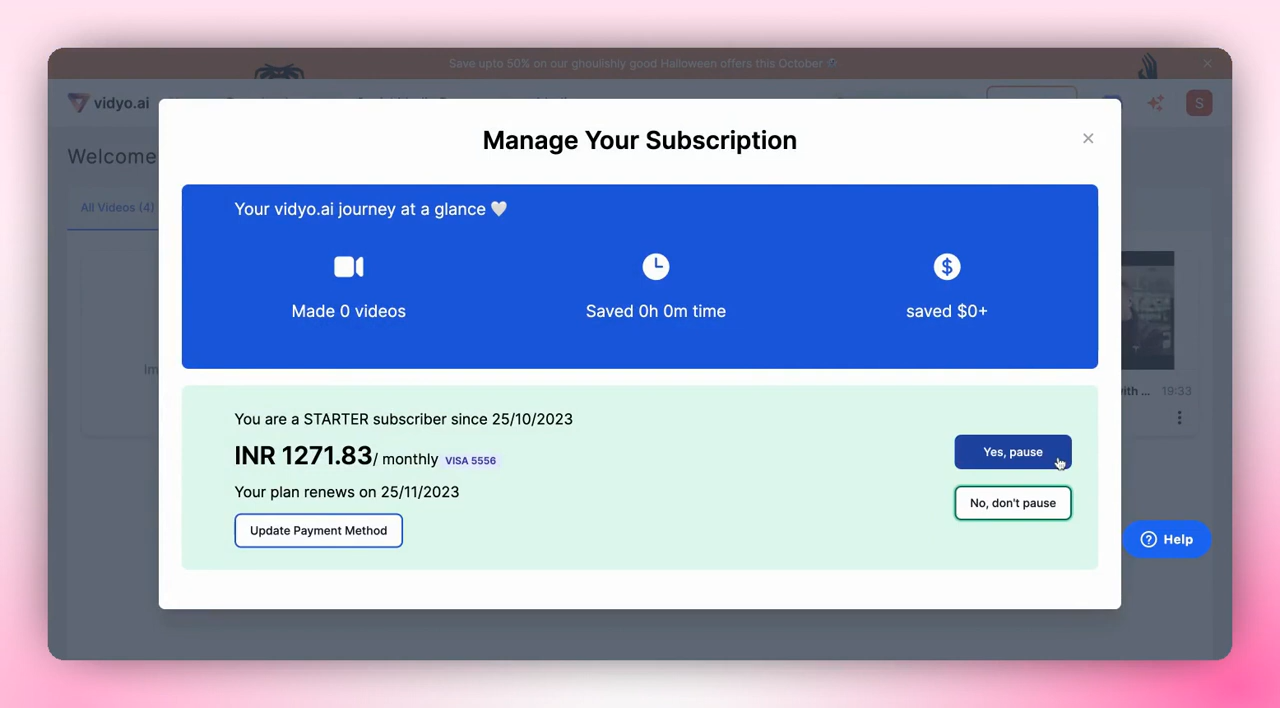 Save upto 50% on our ghoulishly good Halloween offers this October
vidyo.ai
S
Manage Your Subscription
Welcome
All Videos (4)
Your vidyo.ai journey at a glance 🤍
Made 0 videos
Saved 0h 0m time
saved $0+
Im
ith ...
19:33
You are a STARTER subscriber since 25/10/2023
INR 1271.83/ monthly VISA 5556
Yes, pause
Your plan renews on 25/11/2023
No, don't pause
Update Payment Method
Help